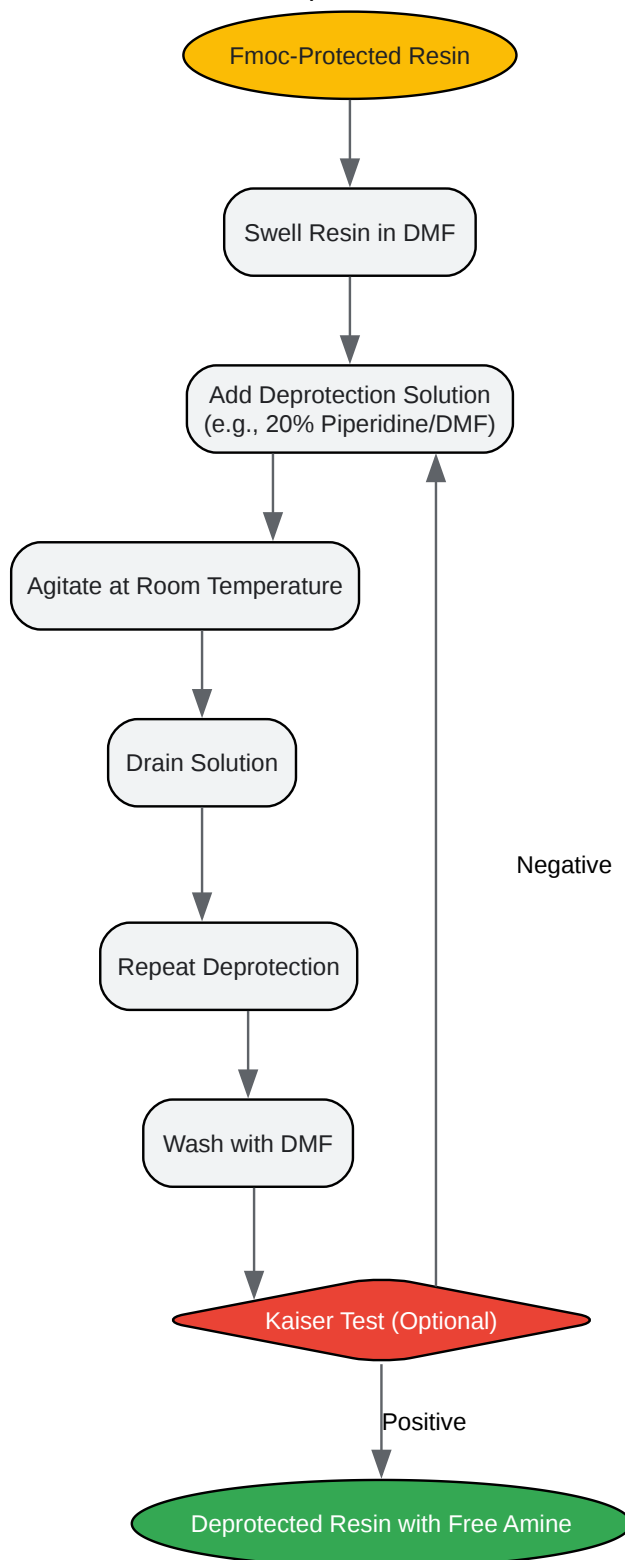 Fmoc-Protected Resin
Swell Resin in DMF
Add Deprotection Solution
(e.g., 20% Piperidine/DMF)
Agitate at Room Temperature
Drain Solution
Negative
Repeat Deprotection
Wash with DMF
Kaiser Test (Optional)
Positive
Deprotected Resin with Free Amine